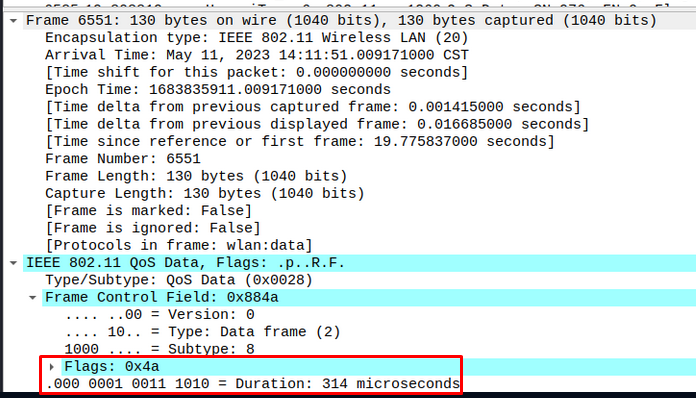 Frame 6551: 130 bytes on wire (1040 bits), 130 bytes captured (1040 bits)
Encapsulation type: IEEE 802.11 Wireless LAN (20)
Arrival Time: May 11, 2023 14:11:51.009171000 CST
[Time shift for this packet: 0.000000000 seconds]
Epoch Time: 1683835911.009171000 seconds
[Time delta from previous captured frame: 0.001415000 seconds]
[Time delta from previous displayed frame: 0.016685000 seconds]
[Time since reference or first frame: 19.775837000 seconds]
Frame Number: 6551
Frame Length: 130 bytes (1040 bits)
Capture Length: 130 bytes (1040 bits)
[Frame is marked: False]
[Frame is ignored: False]
[Protocols in frame: wlan:data]
IEEE 802.11 QoS Data, Flags: .p..R.F.
Type/Subtype: QoS Data (0x0028)
Frame Control Field: 0x884a
.... ..00 = Version: 0
.... 10.. = Type: Data frame (2)
1000 .... = Subtype: 8
Flags: 0x4a
.000 0001 0011 1010 = Duration: 314 microseconds